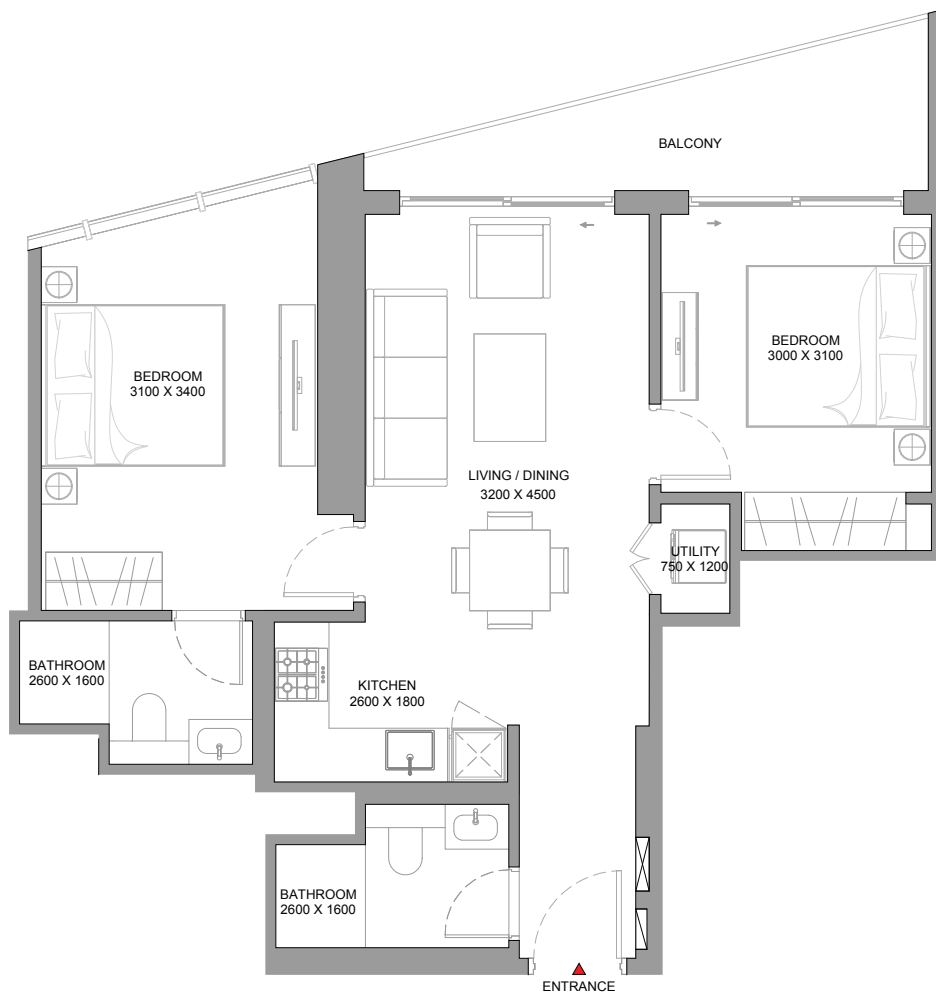 BALCONY
BEDROOM
3000 X 3100
BEDROOM
3100 X 3400
LIVING / DINING
3200 X 4500
UTILITY
750 X 1200
BATHROOM
2600 X 1600
KITCHEN
2600 X 1800
BATHROOM
2600 X 1600
ENTRANCE